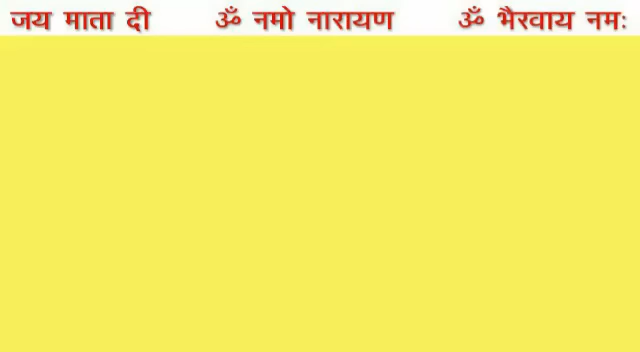 जय माता दी ॐ नमो नारायण ॐ भैरवाय नमः